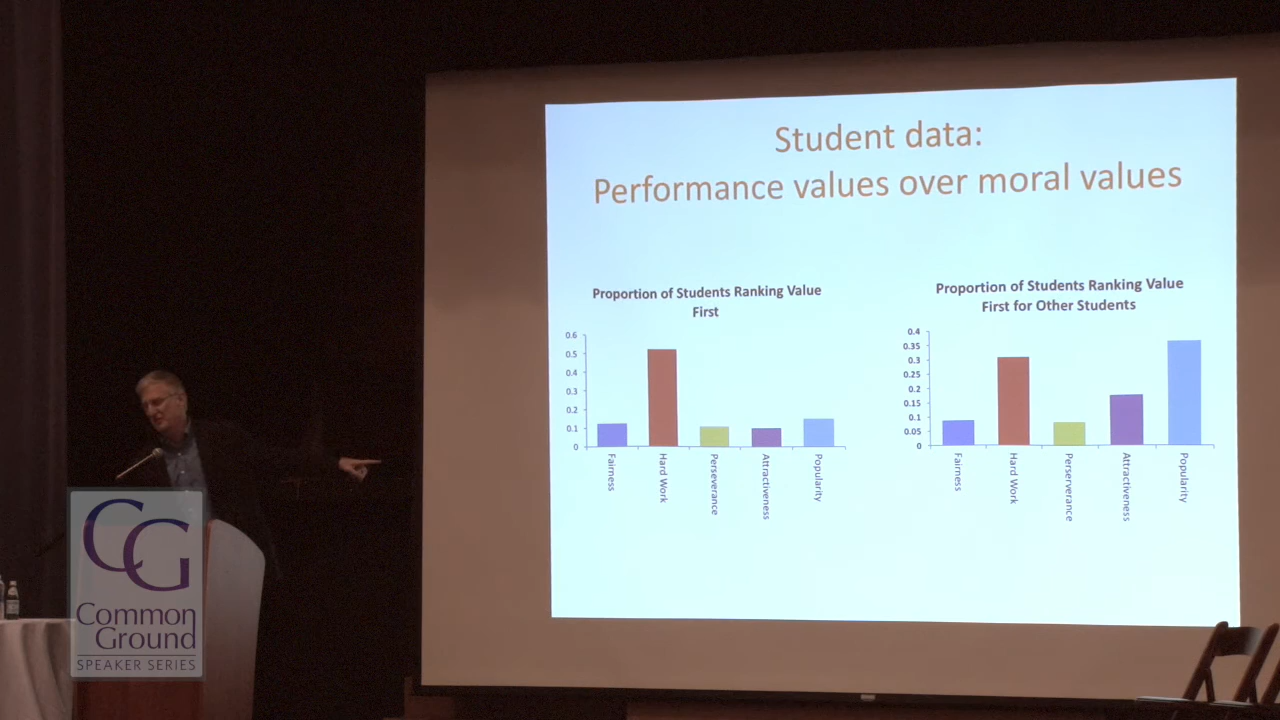 Student data:
Performance values over moral values
Proportion of Students Ranking Value
First
0.6
0.5
0.4
0.3
0.2
0.1
0
Fairness
Hard Work
Perseverance
Attractiveness
Popularity
Proportion of Students Ranking Value
First for Other Students
0.4
0.35
0.3
0.25
0.2
0.15
0.1
0.05
0
Fairness
Hard Work
Perserverance
Attractiveness
Popularity
CG
Common
Ground
SPEAKER SERIES